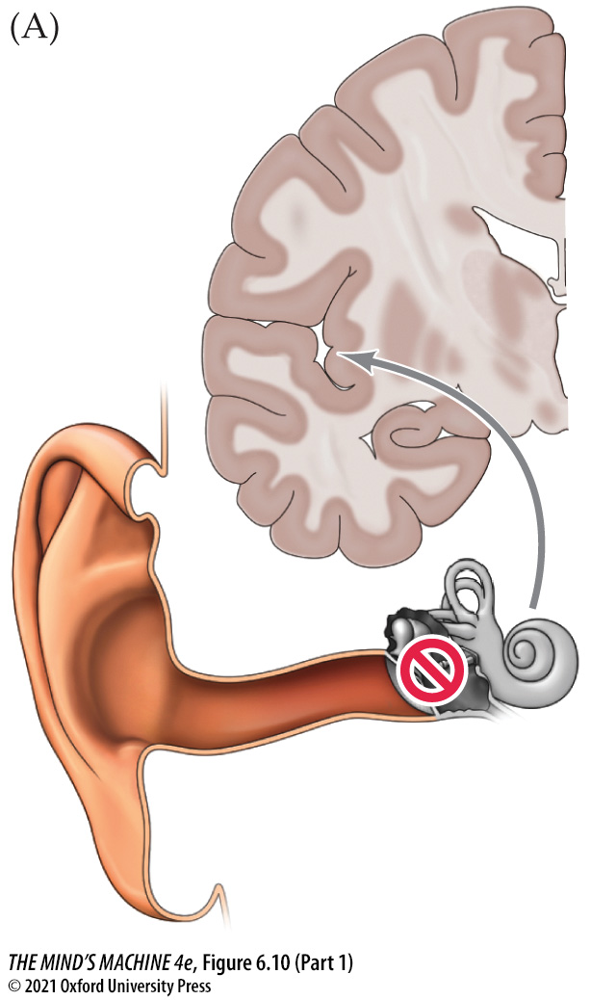 (A)
THE MIND'S MACHINE 4e, Figure 6.10 (Part 1)
© 2021 Oxford University Press